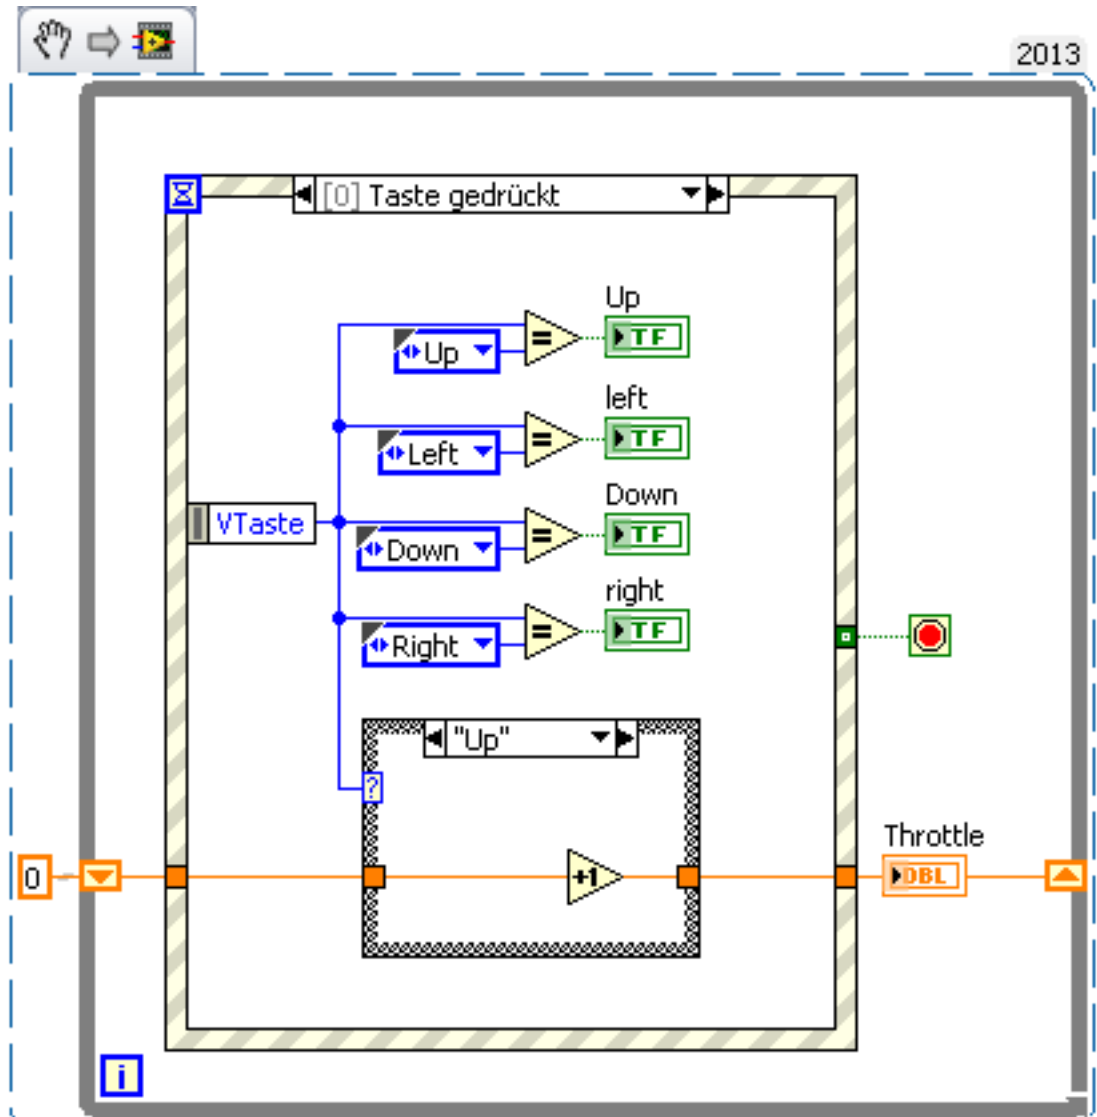 2013
[0] Taste gedrückt
Up
Up
TF
left
Left
TF
VTaste
Down
Down
TF
right
Right
TF
"Up"
?
+1
Throttle
0
DBL
i